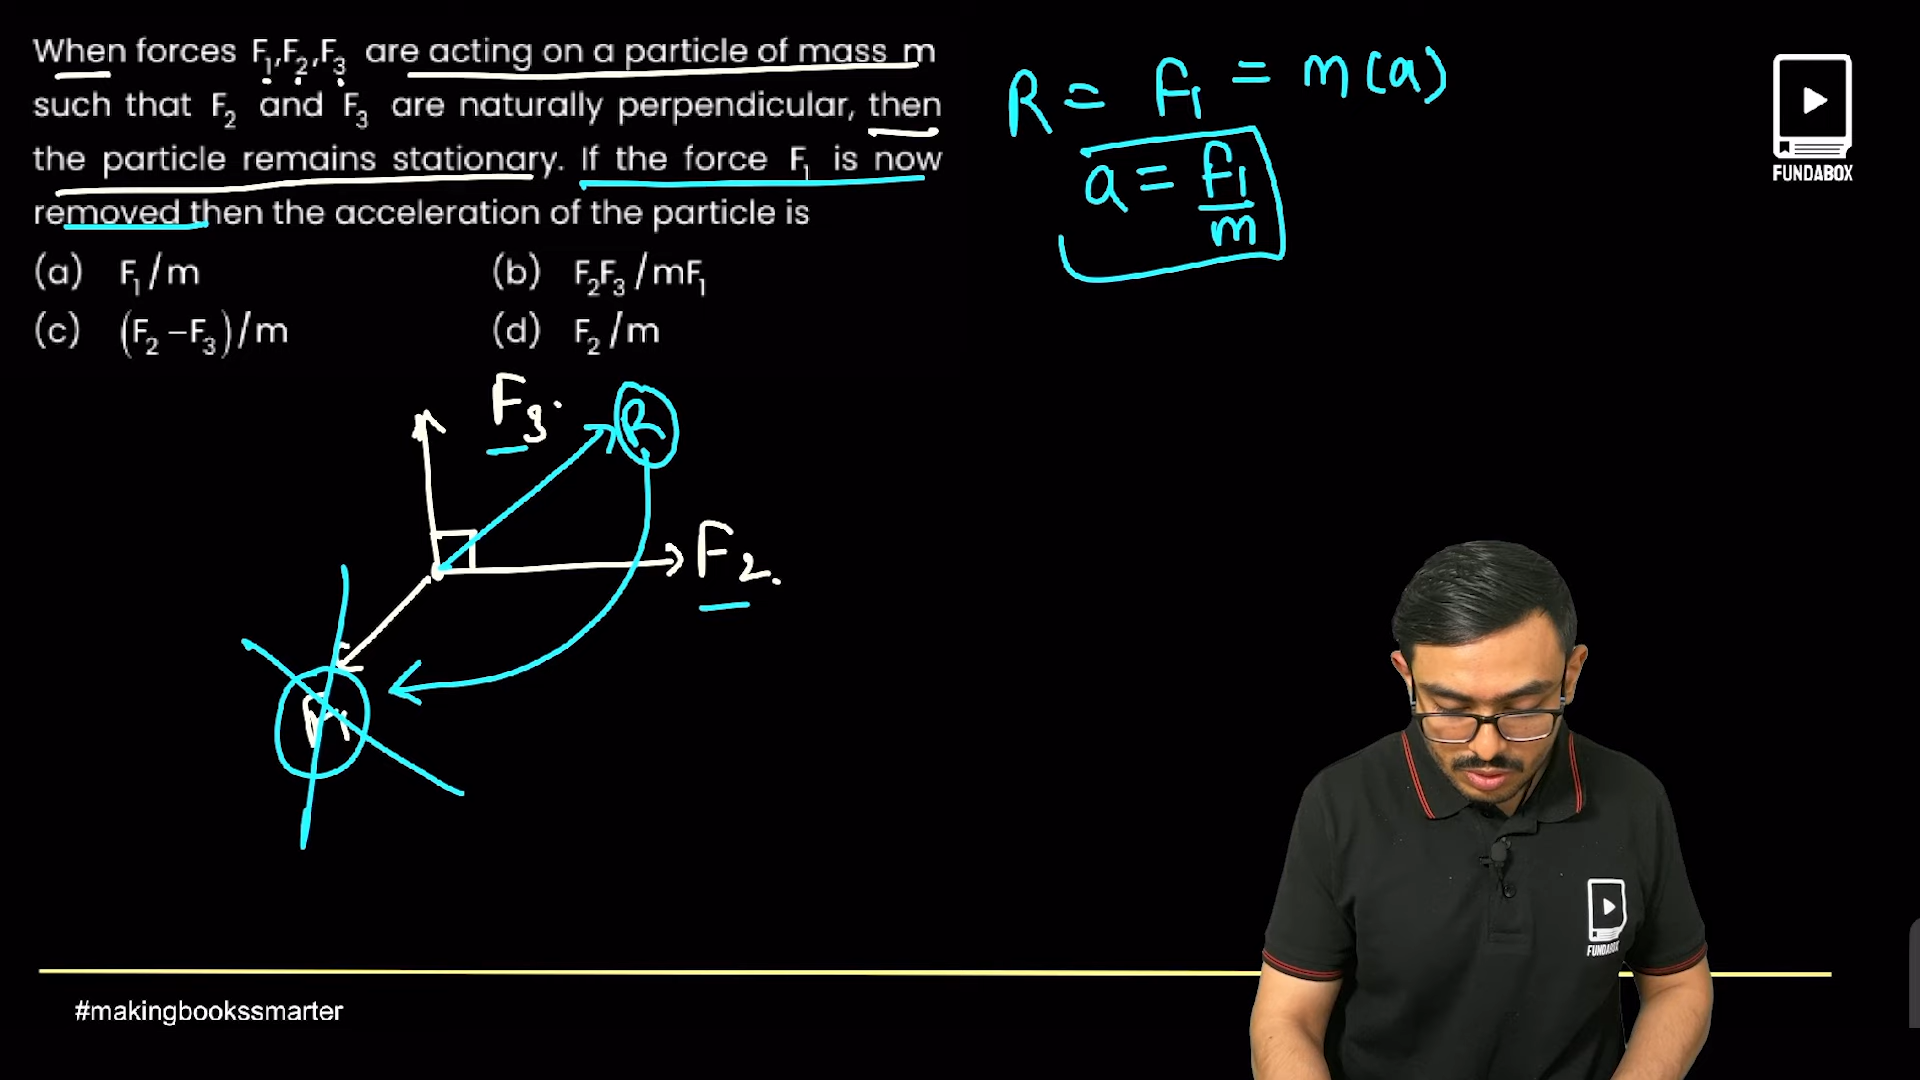 When forces F₁,F₂,F₃ are acting on a particle of mass m
such that F₂ and F₃ are naturally perpendicular, then
the particle remains stationary. If the force F₁ is now
removed then the acceleration of the particle is
(a) F₁/m (b) F₂F₃/mF₁
(c) (F₂–F₃)/m (d) F₂/m
R = F₁ = m(a)
a = F₁/m
FUNDABOX
F₃
R
F₂
F₁
FUNDABOX
#makingbookssmarter